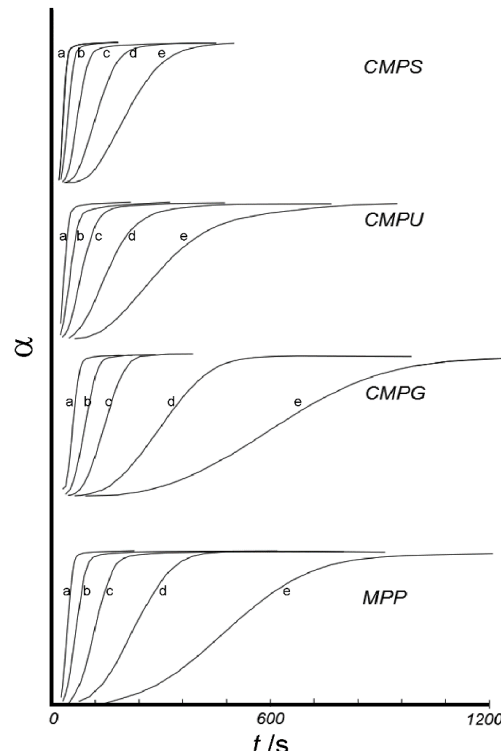 a b c d e
CMPS
a b c d e
CMPU
α
a b c d e
CMPG
a b c d e
MPP
0 600 1200
t /s